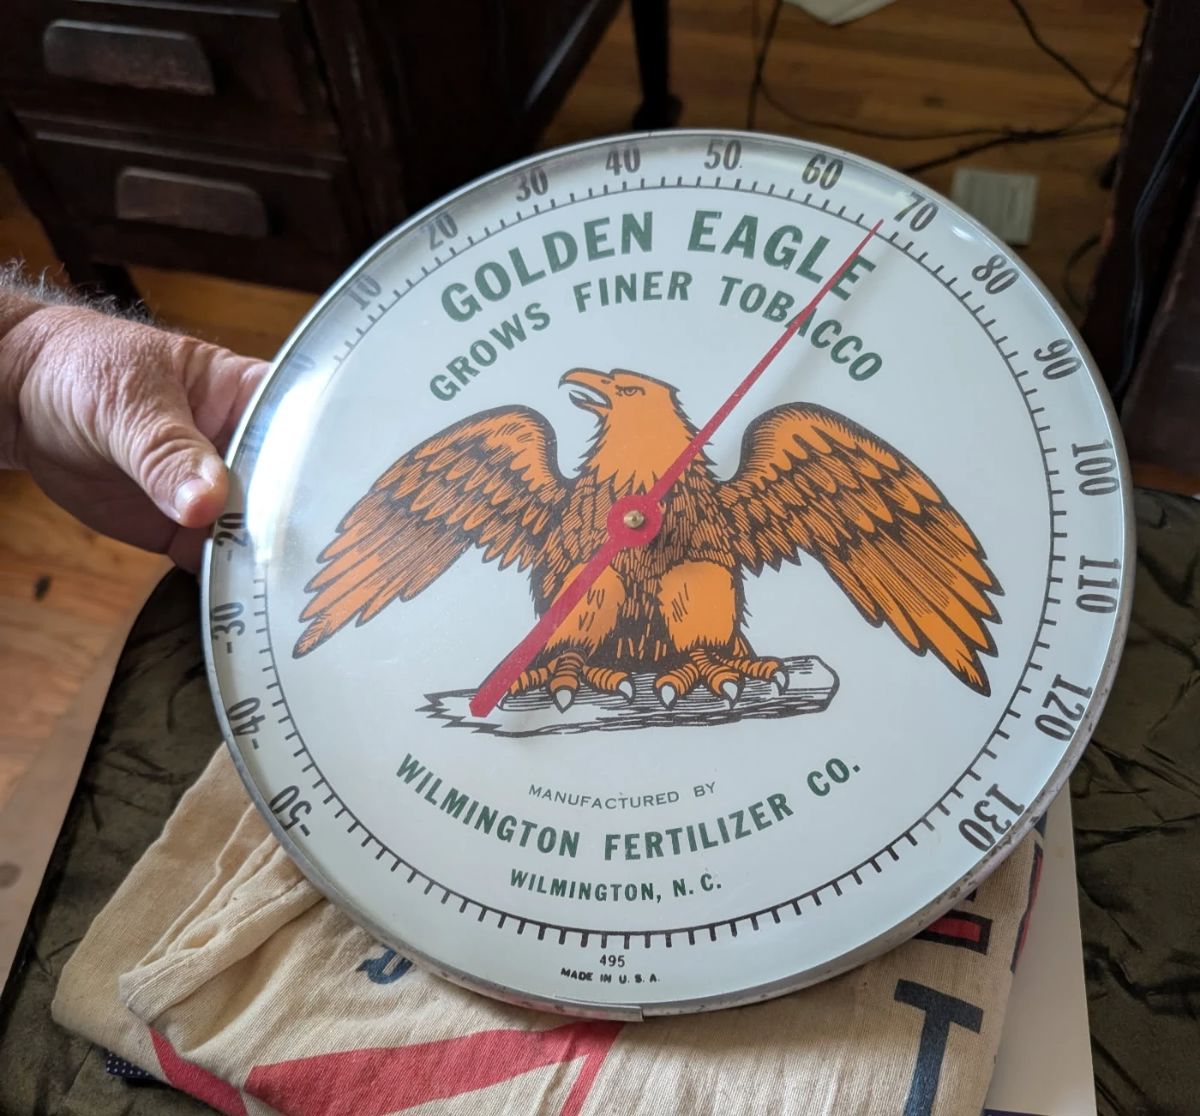 GOLDEN EAGLE
GROWS FINER TOBACCO
MANUFACTURED BY
WILMINGTON FERTILIZER CO.
WILMINGTON, N. C.
495
MADE IN U. S. A.
-50
-40
-30
-20
0
10
20
30
40
50
60
70
80
90
100
110
120
130
T